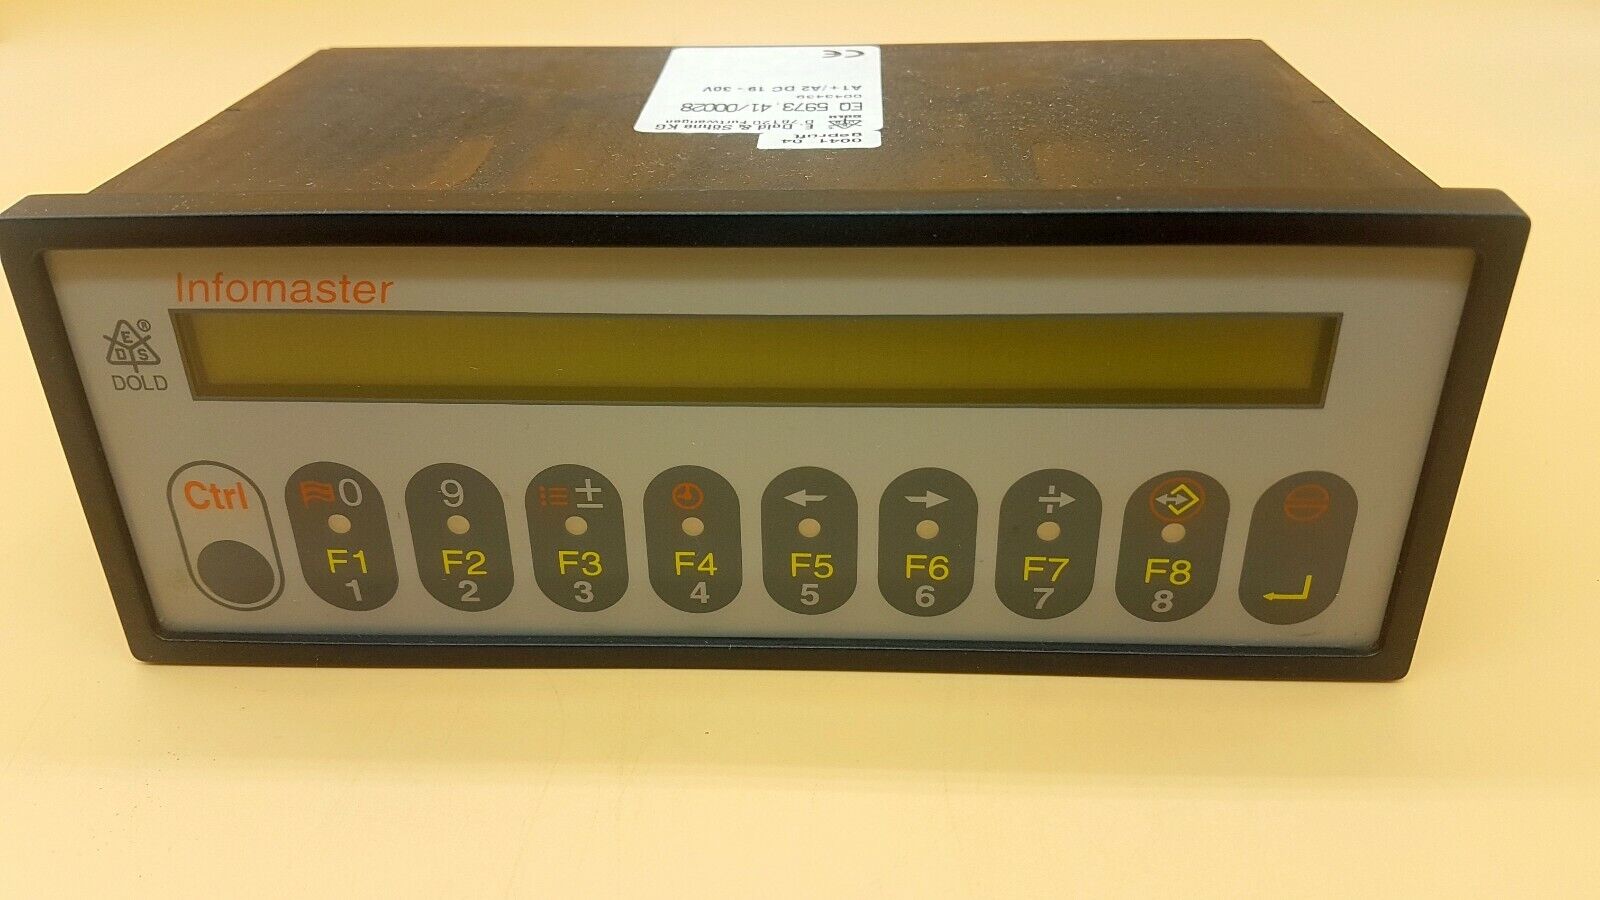 CE
A1+/A2 DC 19 - 30V
0043439
EO 5973.41/00028
DOLD
D-78120 Furtwangen
E. Dold & Söhne KG
geprüft
0041 04
Infomaster
E
D S ®
DOLD
Ctrl
0 9 ±
F1 F2 F3 F4 F5 F6 F7 F8
1 2 3 4 5 6 7 8